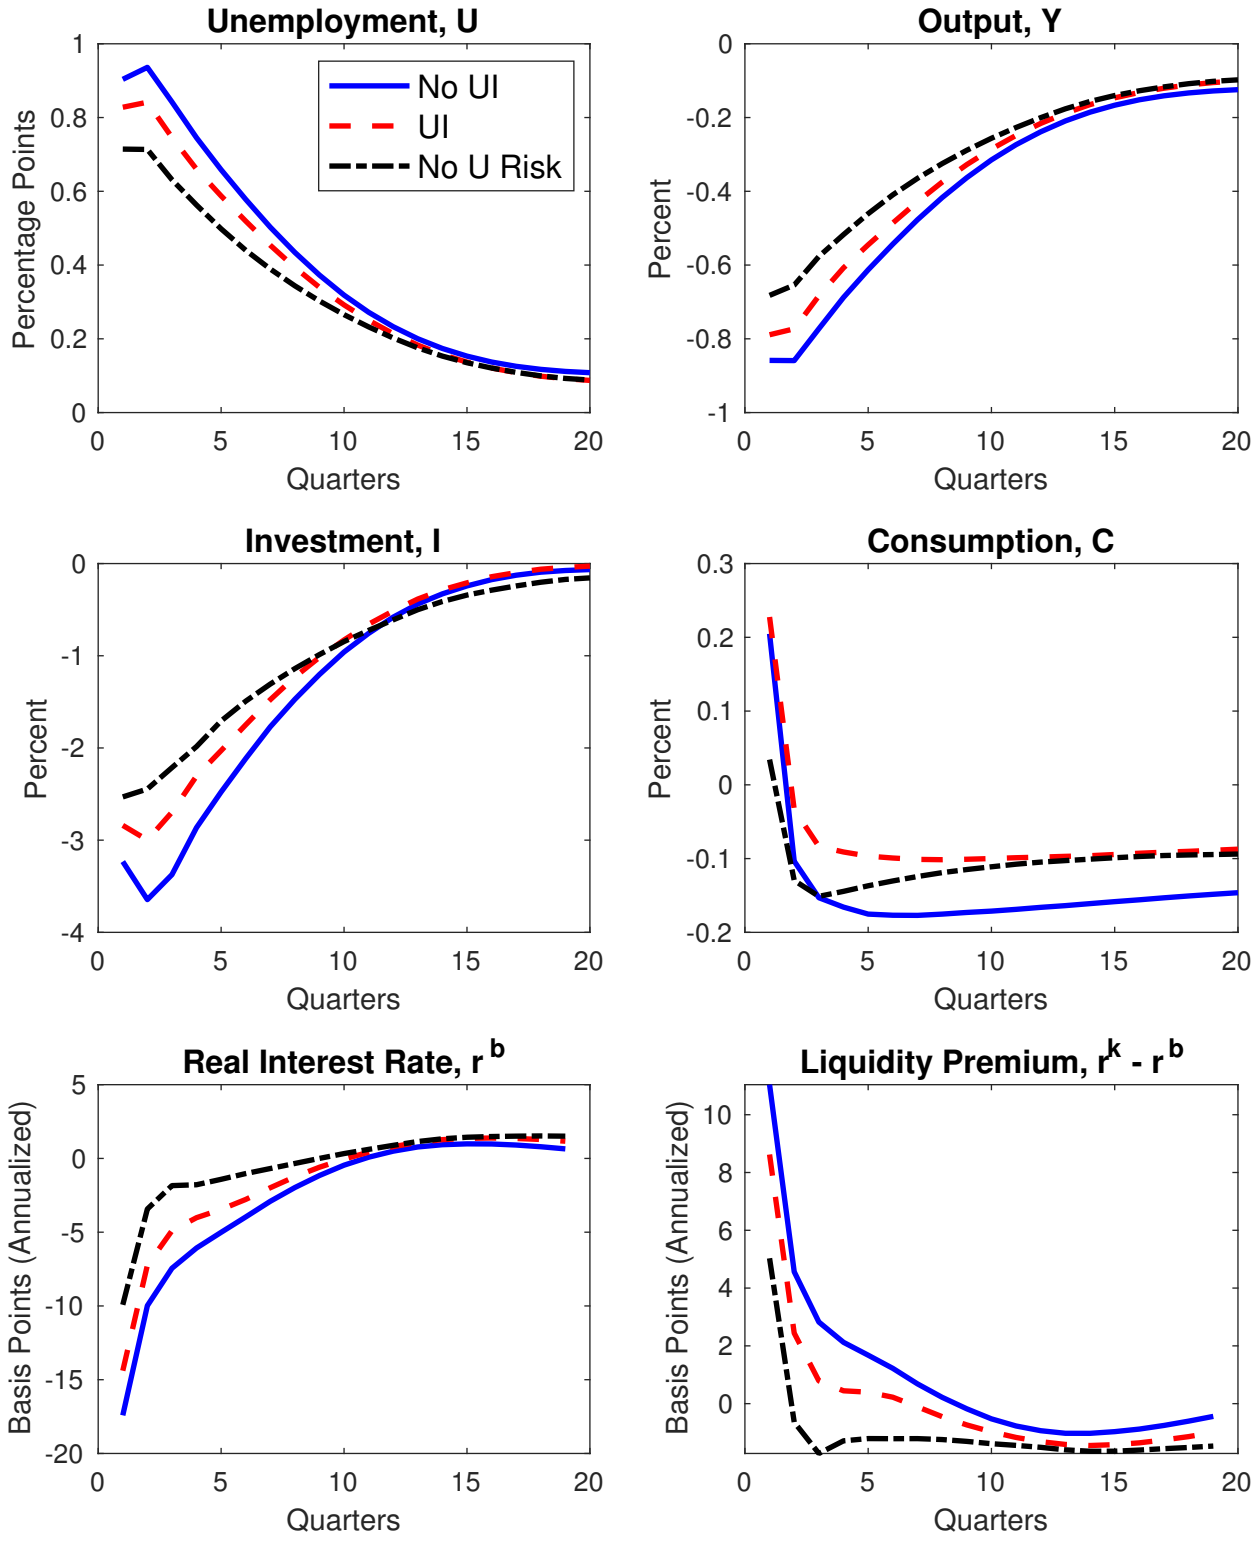 Unemployment, U
1
0.8
0.6
0.4
0.2
0
Percentage Points
No UI
UI
No U Risk
0 5 10 15 20
Quarters
Output, Y
0
-0.2
-0.4
-0.6
-0.8
-1
Percent
0 5 10 15 20
Quarters
Investment, I
0
-1
-2
-3
-4
Percent
0 5 10 15 20
Quarters
Consumption, C
0.3
0.2
0.1
0
-0.1
-0.2
Percent
0 5 10 15 20
Quarters
Real Interest Rate, r^b
5
0
-5
-10
-15
-20
Basis Points (Annualized)
0 5 10 15 20
Quarters
Liquidity Premium, r^k - r^b
10
8
6
4
2
0
Basis Points (Annualized)
0 5 10 15 20
Quarters